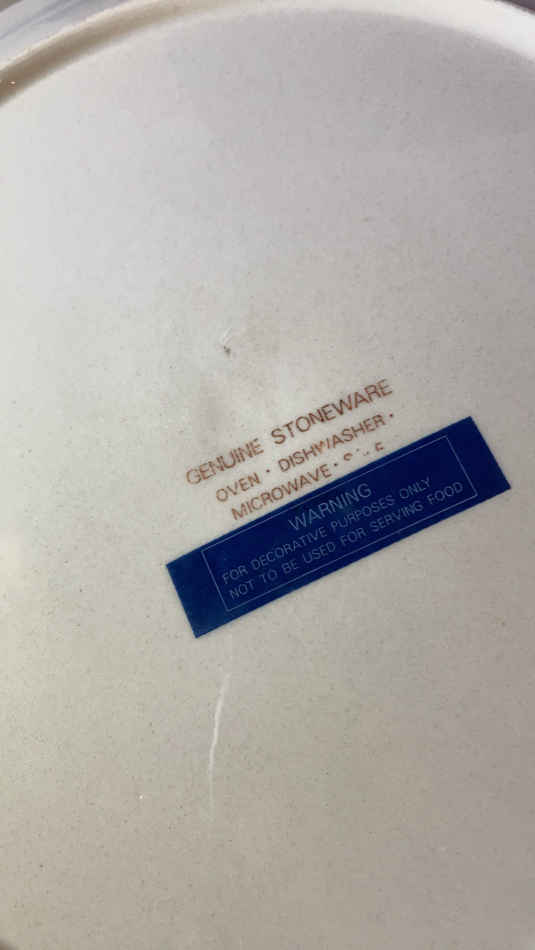 GENUINE STONEWARE
OVEN · DISHWASHER ·
MICROWAVE ·
WARNING
FOR DECORATIVE PURPOSES ONLY
NOT TO BE USED FOR SERVING FOOD